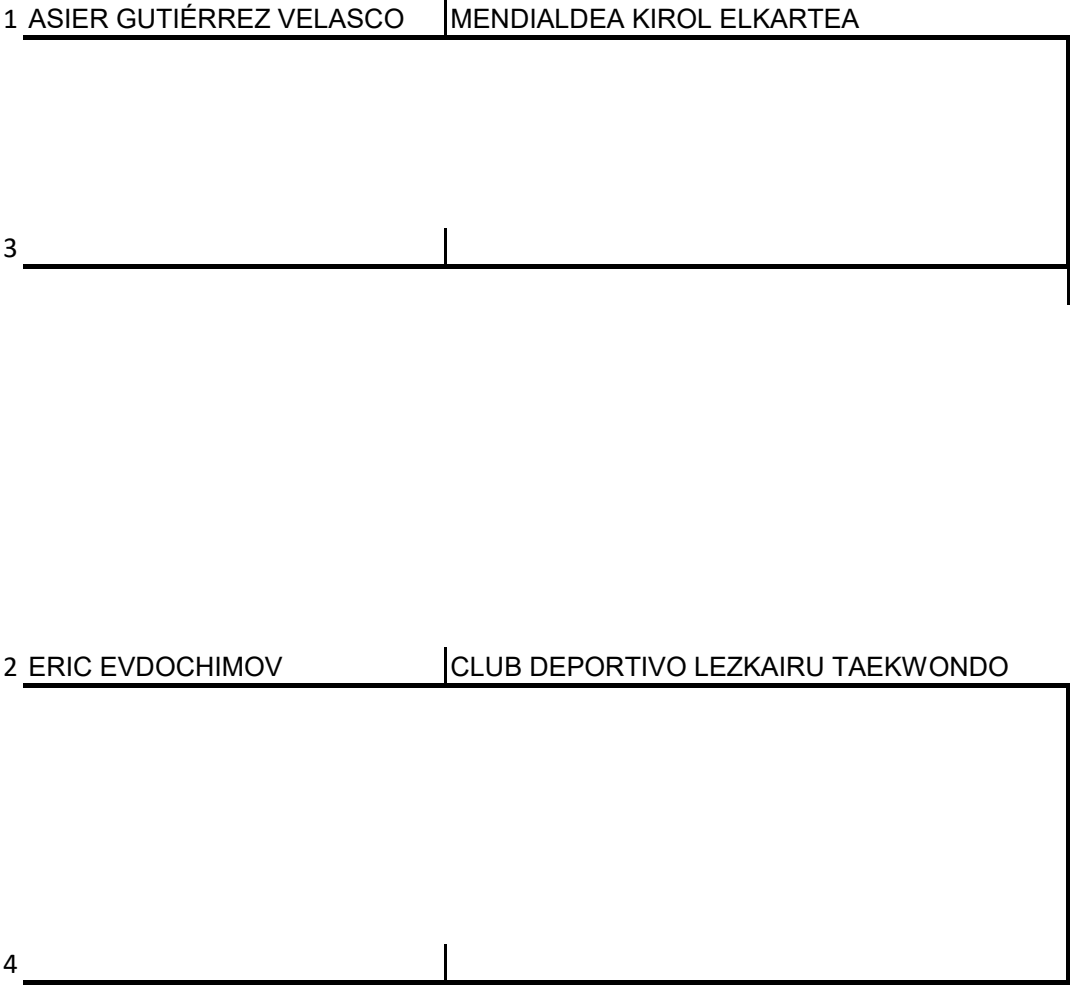 1 ASIER GUTIÉRREZ VELASCO MENDIALDEA KIROL ELKARTEA
3
2 ERIC EVDOCHIMOV CLUB DEPORTIVO LEZKAIRU TAEKWONDO
4